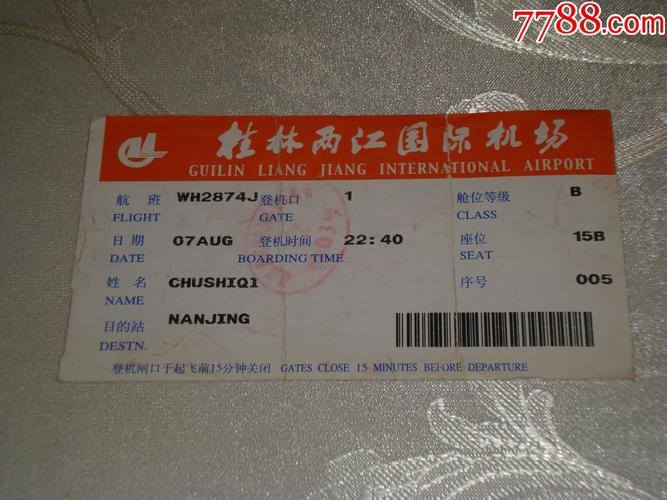 7788.com
桂林两江国际机场
GUILIN LIANG JIANG INTERNATIONAL AIRPORT
航班 WH2874J 登机口 1 舱位等级 B
FLIGHT GATE CLASS
日期 07AUG 登机时间 22:40 座位 15B
DATE BOARDING TIME SEAT
姓名 CHUSHIQI 序号 005
NAME
目的站 NANJING
DESTN.
登机闸口于起飞前15分钟关闭 GATES CLOSE 15 MINUTES BEFORE DEPARTURE